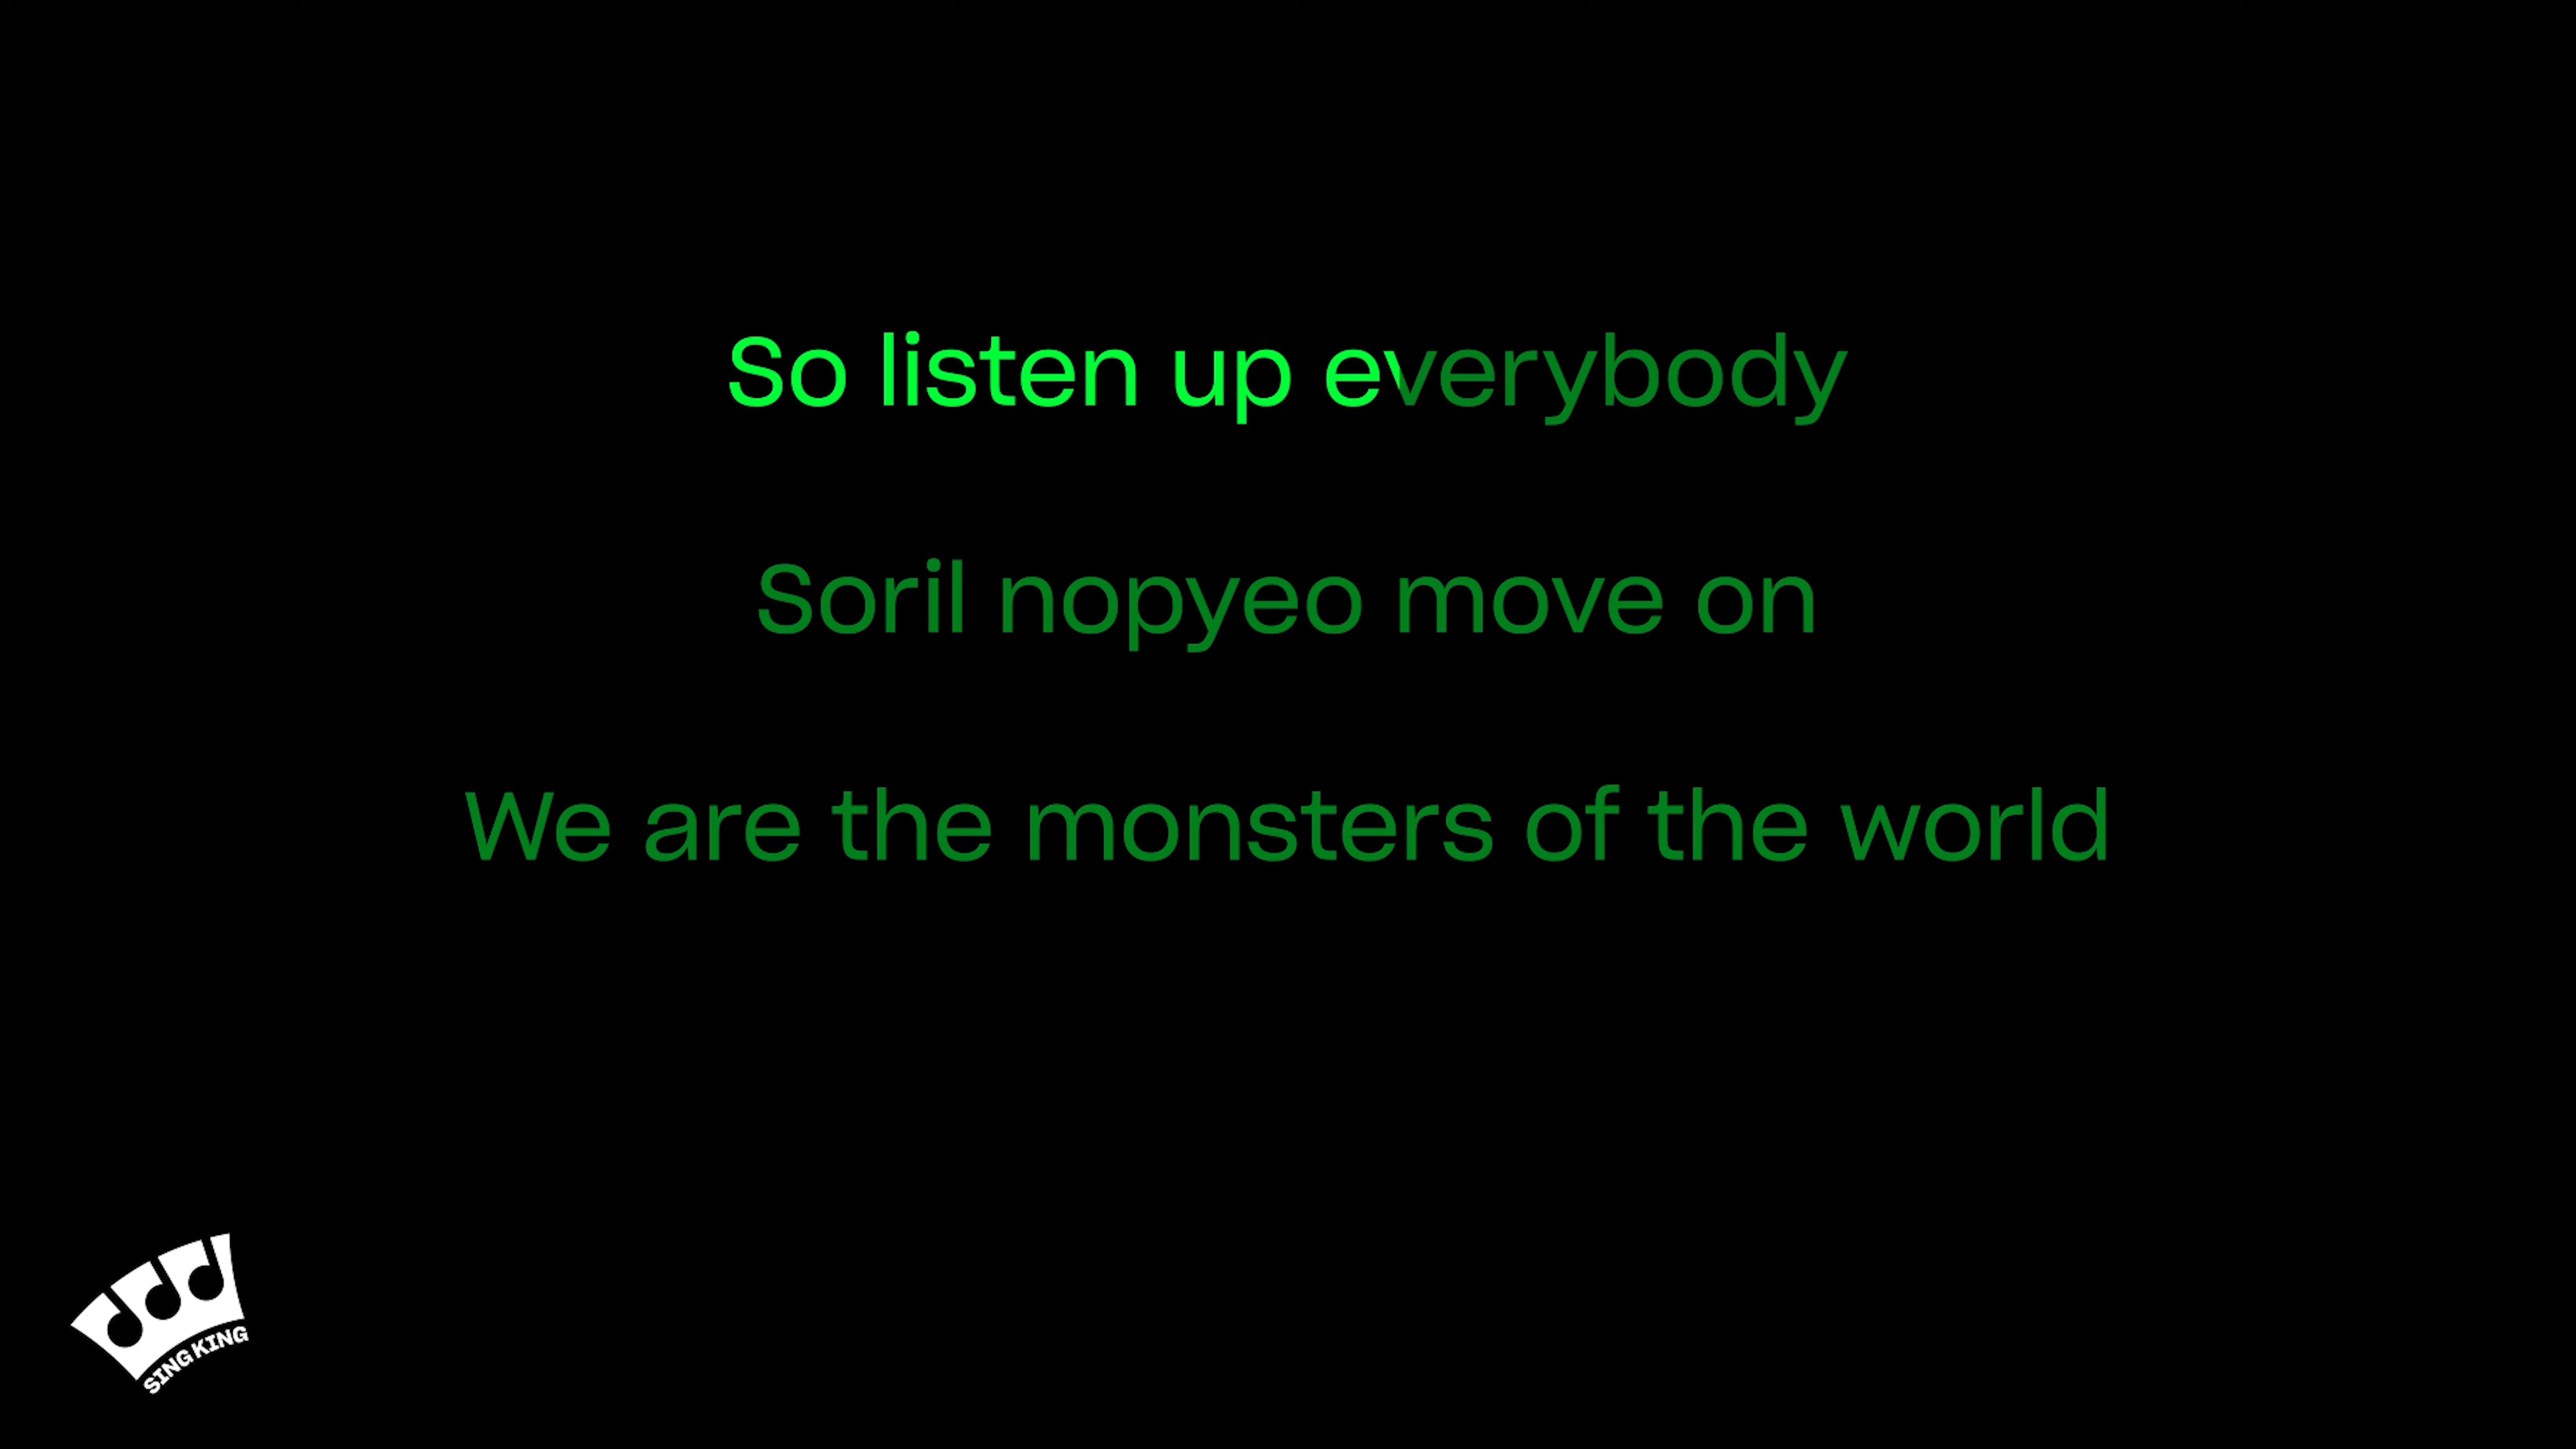 So listen up everybody
Soril nopyeo move on
We are the monsters of the world
SING KING